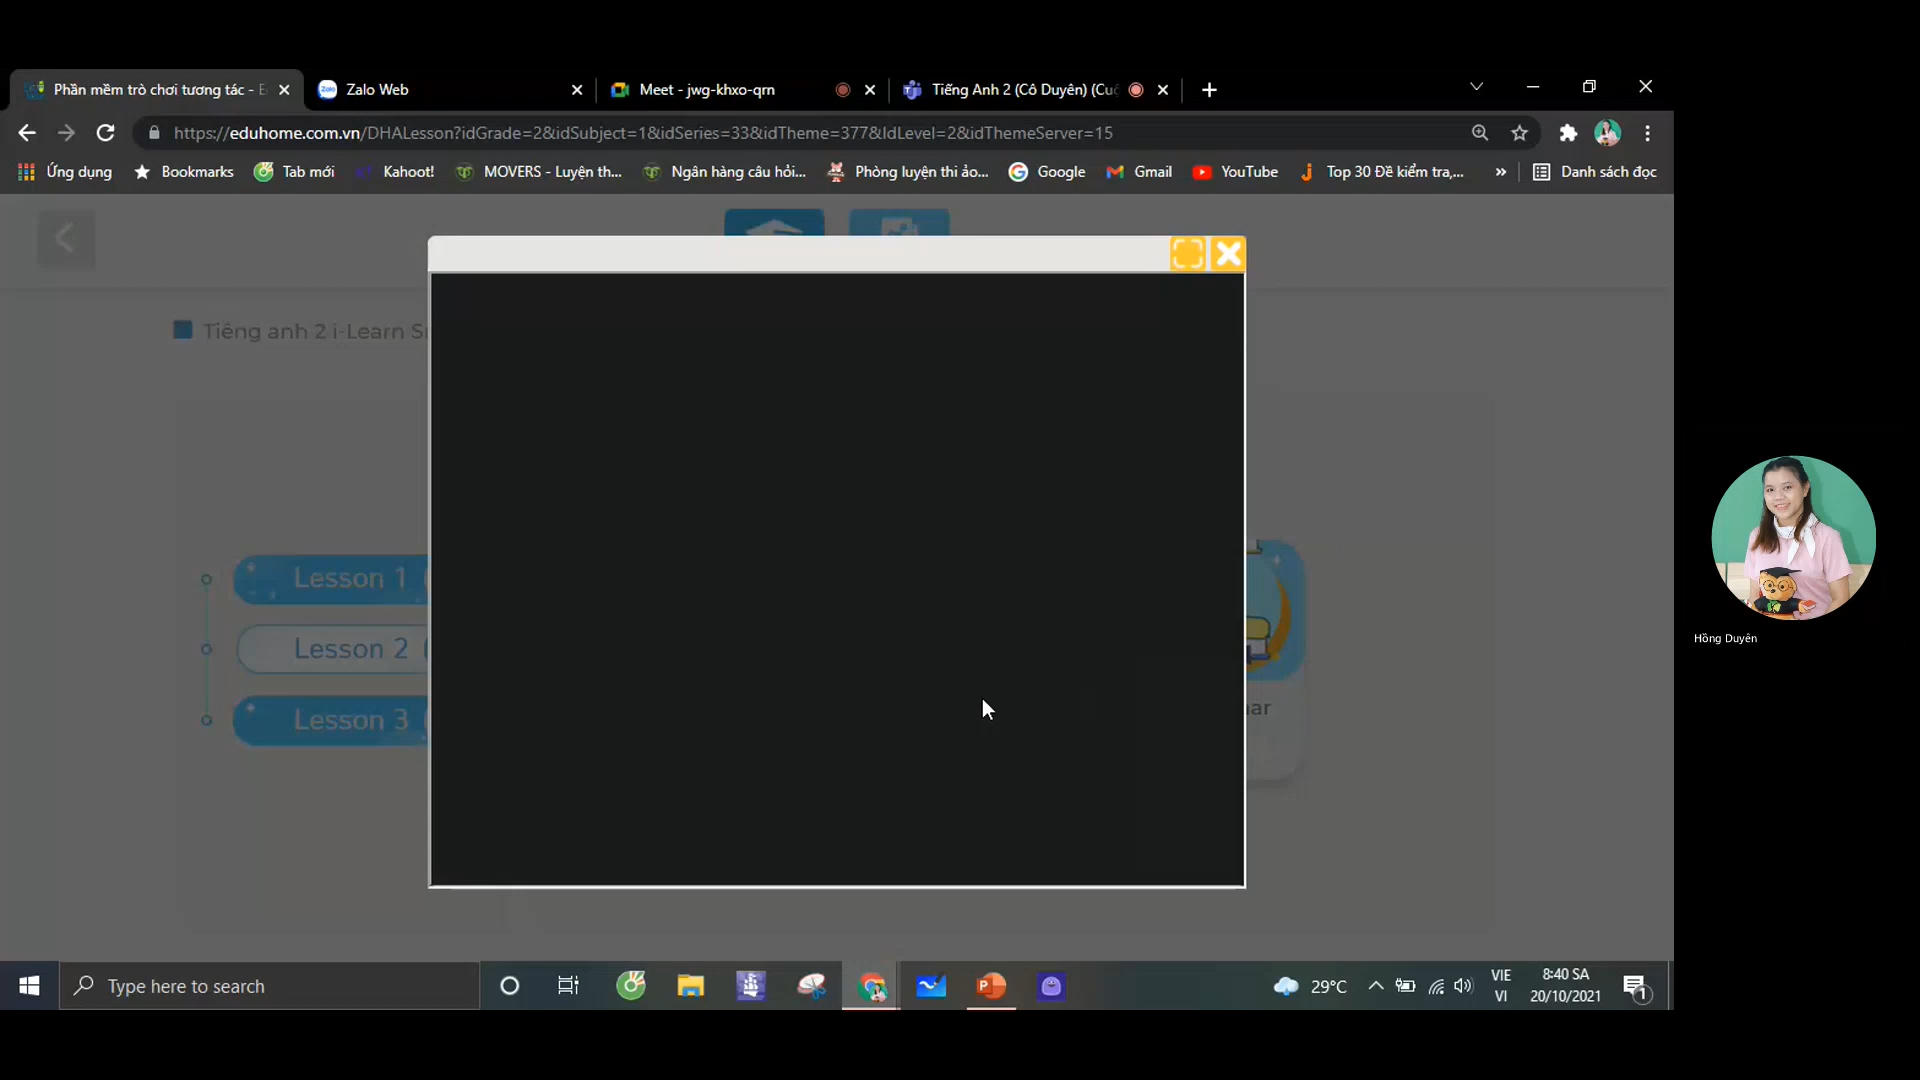 Phần mềm trò chơi tương tác - E
Zalo Web
Meet - jwg-khxo-qrn
Tiếng Anh 2 (Cô Duyên) (Cuộ
https://eduhome.com.vn/DHALesson?idGrade=2&idSubject=1&idSeries=33&idTheme=377&IdLevel=2&idThemeServer=15
Ứng dụng
Bookmarks
Tab mới
Kahoot!
MOVERS - Luyện th...
Ngân hàng câu hỏi...
Phòng luyện thi ảo...
Google
Gmail
YouTube
Top 30 Đề kiểm tra,...
»
Danh sách đọc
Tiếng anh 2 i-Learn Sr
Lesson 1 (
Lesson 2 (
Lesson 3 (
ar
Hồng Duyên
Type here to search
29°C
VIE
VI
8:40 SA
20/10/2021
1